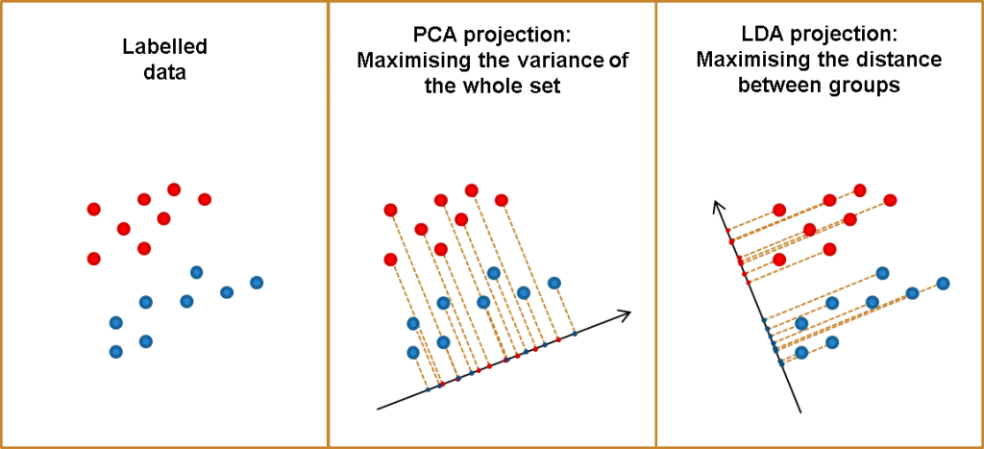 Labelled
data
PCA projection:
Maximising the variance of
the whole set
LDA projection:
Maximising the distance
between groups